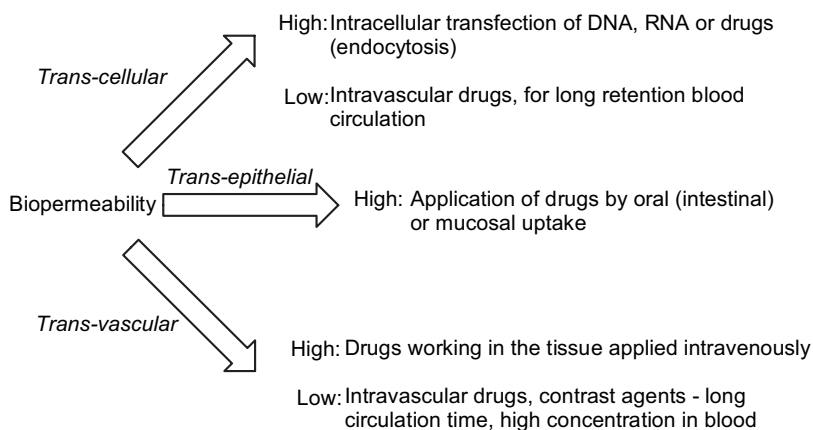 High: Intracellular transfection of DNA, RNA or drugs
(endocytosis)
Trans-cellular
Low: Intravascular drugs, for long retention blood
circulation
Trans-epithelial
Biopermeability
High: Application of drugs by oral (intestinal)
or mucosal uptake
Trans-vascular
High: Drugs working in the tissue applied intravenously
Low: Intravascular drugs, contrast agents - long
circulation time, high concentration in blood